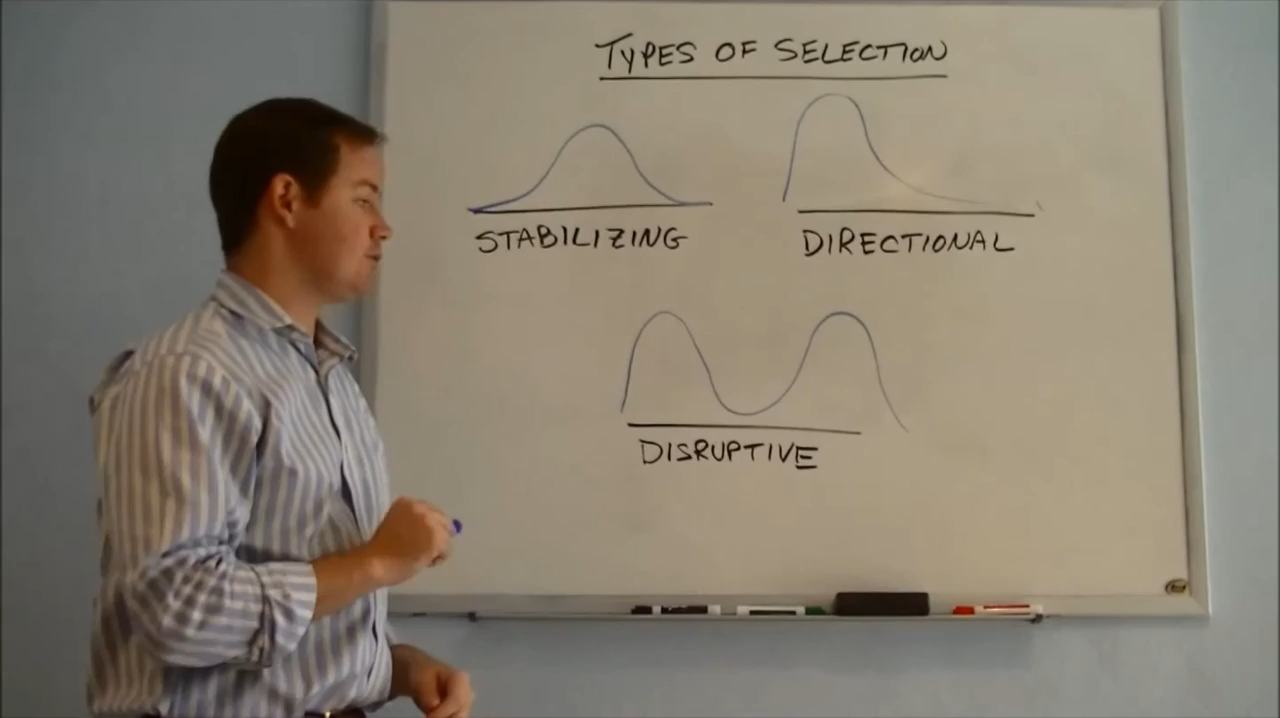 TYPES OF SELECTION
STABILIZING
DIRECTIONAL
DISRUPTIVE